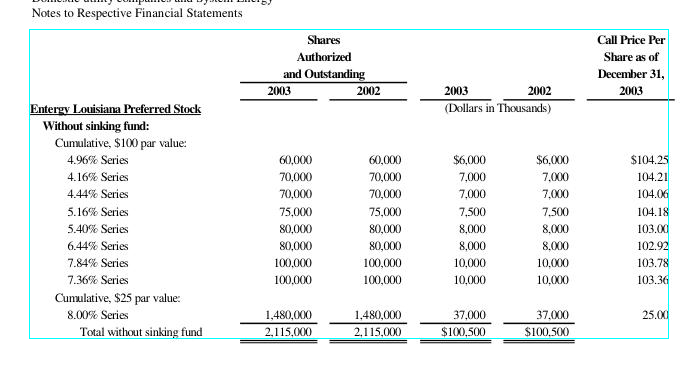 Domestic utility companies and System Energy
Notes to Respective Financial Statements
Shares Call Price Per
Authorized Share as of
and Outstanding December 31,
2003 2002 2003 2002 2003
Entergy Louisiana Preferred Stock (Dollars in Thousands)
Without sinking fund:
Cumulative, $100 par value:
4.96% Series 60,000 60,000 $6,000 $6,000 $104.25
4.16% Series 70,000 70,000 7,000 7,000 104.21
4.44% Series 70,000 70,000 7,000 7,000 104.06
5.16% Series 75,000 75,000 7,500 7,500 104.18
5.40% Series 80,000 80,000 8,000 8,000 103.00
6.44% Series 80,000 80,000 8,000 8,000 102.92
7.84% Series 100,000 100,000 10,000 10,000 103.78
7.36% Series 100,000 100,000 10,000 10,000 103.36
Cumulative, $25 par value:
8.00% Series 1,480,000 1,480,000 37,000 37,000 25.00
Total without sinking fund 2,115,000 2,115,000 $100,500 $100,500